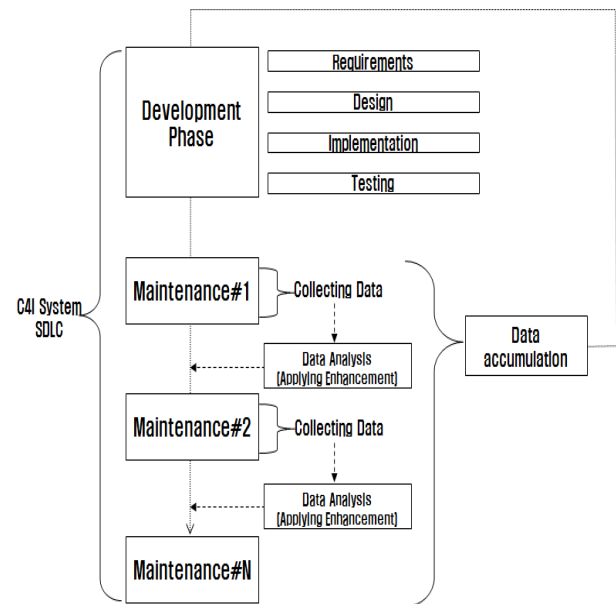 Development
Phase
Requirements
Design
Implementation
Testing
C4I System
SDLC
Maintenance#1
Collecting Data
Data Analysis
(Applying Enhancement)
Maintenance#2
Collecting Data
Data Analysis
(Applying Enhancement)
Maintenance#N
Data
accumulation